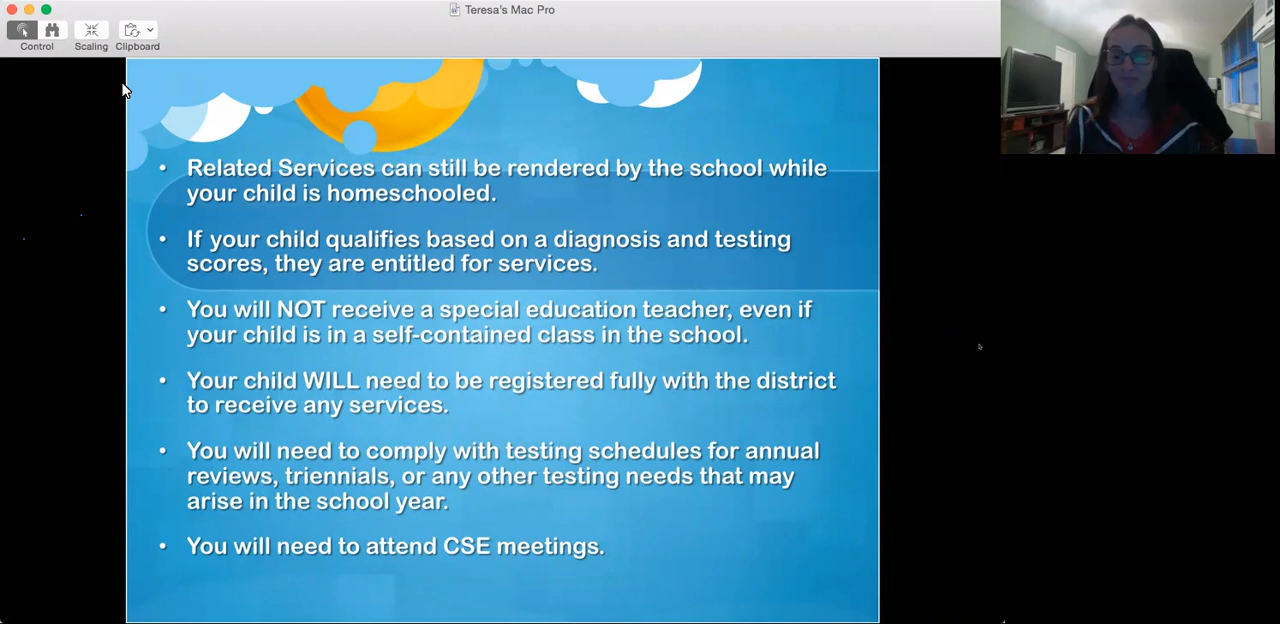 Teresa's Mac Pro
Control
Scaling
Clipboard
• Related Services can still be rendered by the school while
your child is homeschooled.
• If your child qualifies based on a diagnosis and testing
scores, they are entitled for services.
• You will NOT receive a special education teacher, even if
your child is in a self-contained class in the school.
• Your child WILL need to be registered fully with the district
to receive any services.
• You will need to comply with testing schedules for annual
reviews, triennials, or any other testing needs that may
arise in the school year.
• You will need to attend CSE meetings.